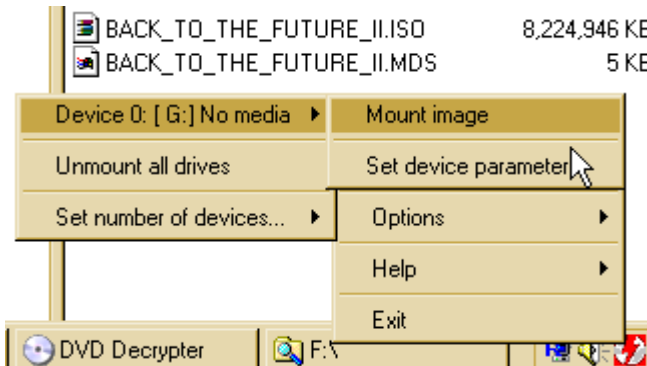 BACK_TO_THE_FUTURE_II.ISO 8,224,946 KB
BACK_TO_THE_FUTURE_II.MDS 5 KB
Device 0: [ G:] No media
Mount image
Unmount all drives
Set device parameter
Set number of devices...
Options
Help
Exit
DVD Decrypter
F:\